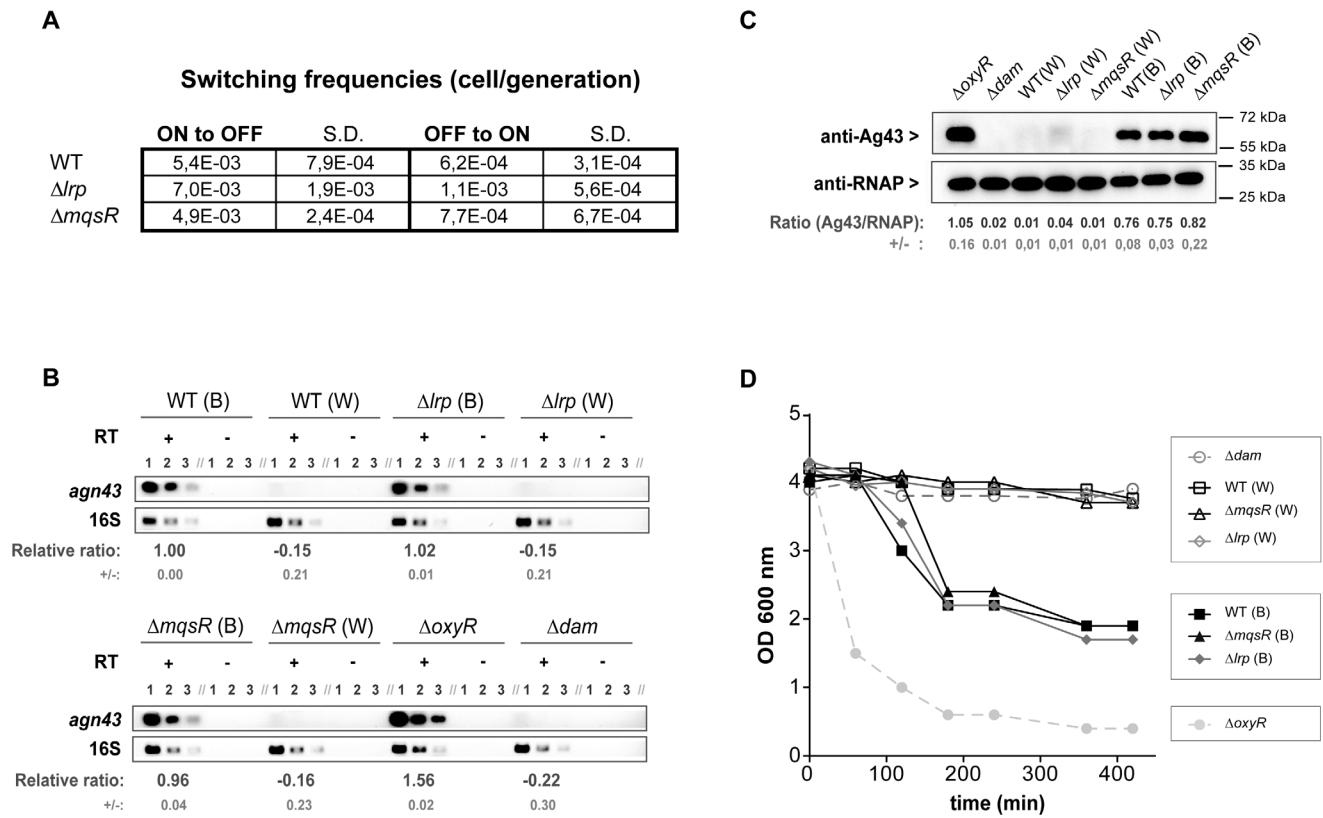 A
Switching frequencies (cell/generation)
ON to OFF S.D. OFF to ON S.D.
WT 5,4E-03 7,9E-04 6,2E-04 3,1E-04
Δlrp 7,0E-03 1,9E-03 1,1E-03 5,6E-04
ΔmqsR 4,9E-03 2,4E-04 7,7E-04 6,7E-04
B
WT (B) WT (W) Δlrp (B) Δlrp (W)
RT + - + - + - + -
1 2 3 // 1 2 3 // 1 2 3 // 1 2 3 // 1 2 3 // 1 2 3 // 1 2 3 // 1 2 3
agn43
16S
Relative ratio: 1.00 -0.15 1.02 -0.15
+/-: 0.00 0.21 0.01 0.21
ΔmqsR (B) ΔmqsR (W) ΔoxyR Δdam
RT + - + - + - + -
1 2 3 // 1 2 3 // 1 2 3 // 1 2 3 // 1 2 3 // 1 2 3 // 1 2 3 // 1 2 3
agn43
16S
Relative ratio: 0.96 -0.16 1.56 -0.22
+/-: 0.04 0.23 0.02 0.30
C
ΔoxyR Δdam WT(W) Δlrp (W) ΔmqsR (W) WT(B) Δlrp (B) ΔmqsR (B)
72 kDa
anti-Ag43 >
55 kDa
35 kDa
anti-RNAP >
25 kDa
Ratio (Ag43/RNAP): 1.05 0.02 0.01 0.04 0.01 0.76 0.75 0.82
+/- : 0.16 0.01 0,01 0,01 0,01 0,08 0,03 0,22
D
5
4
3
2
1
0
OD 600 nm
0 100 200 300 400
time (min)
Δdam
WT (W)
ΔmqsR (W)
Δlrp (W)
WT (B)
ΔmqsR (B)
Δlrp (B)
ΔoxyR